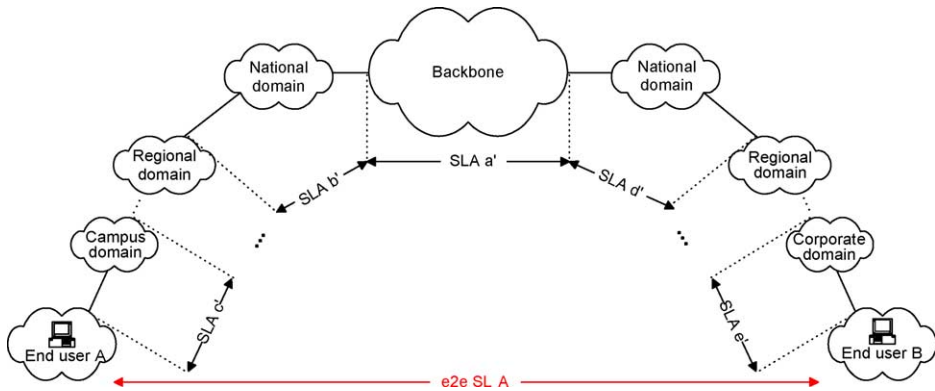 National
domain
Backbone
National
domain
Regional
domain
SLA b'
SLA a'
SLA d'
Regional
domain
Campus
domain
Corporate
domain
SLA c'
SLA e'
End user A
End user B
e2e SL A